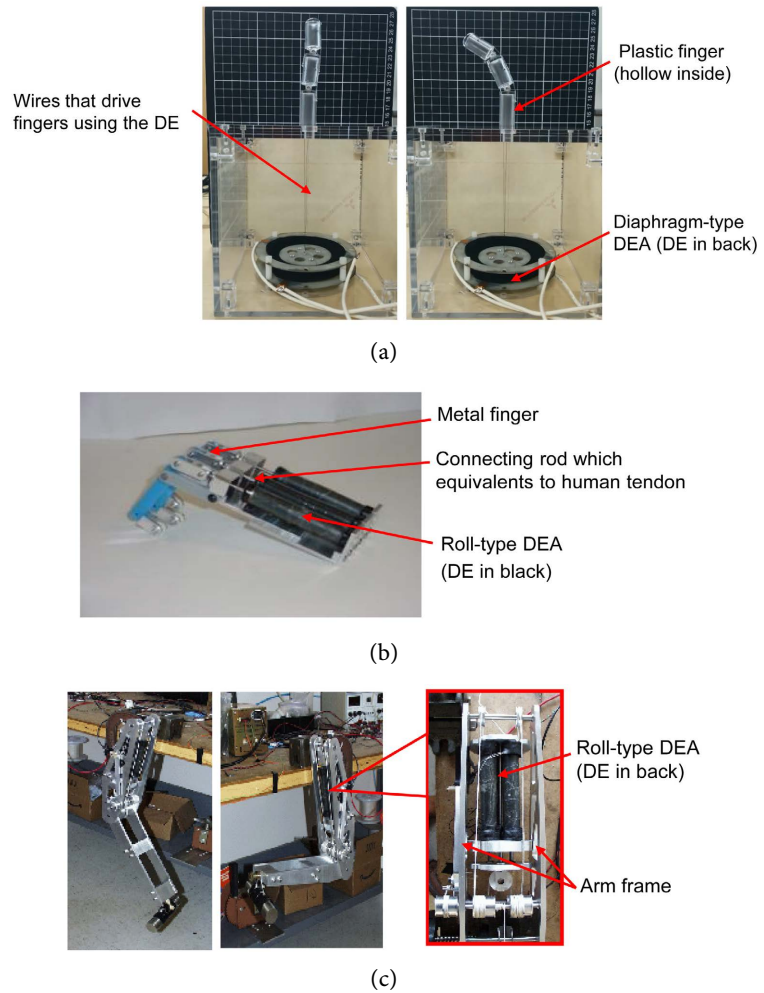 Wires that drive
fingers using the DE
Plastic finger
(hollow inside)
Diaphragm-type
DEA (DE in back)
(a)
Metal finger
Connecting rod which
equivalents to human tendon
Roll-type DEA
(DE in black)
(b)
Roll-type DEA
(DE in back)
Arm frame
(c)